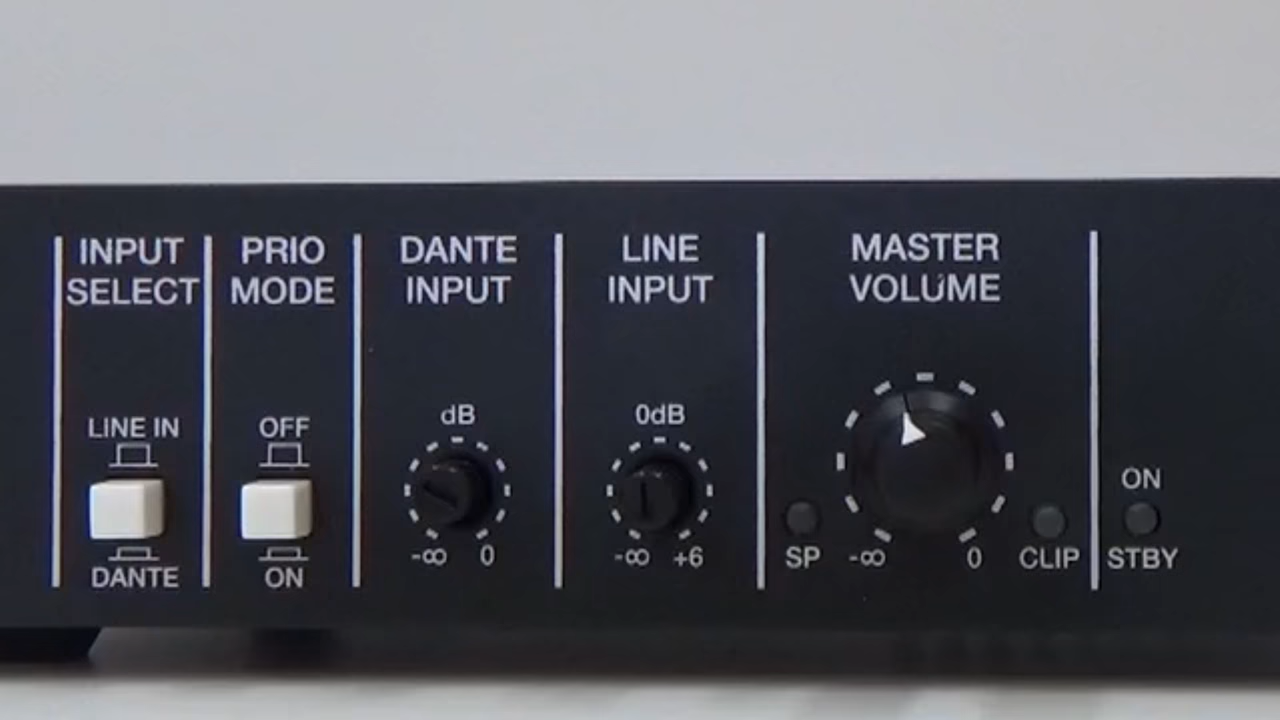 INPUT
SELECT
PRIO
MODE
DANTE
INPUT
LINE
INPUT
MASTER
VOLUME
LINE IN
DANTE
OFF
ON
dB
-∞ 0
0dB
-∞ +6
SP
-∞ 0
CLIP
ON
STBY